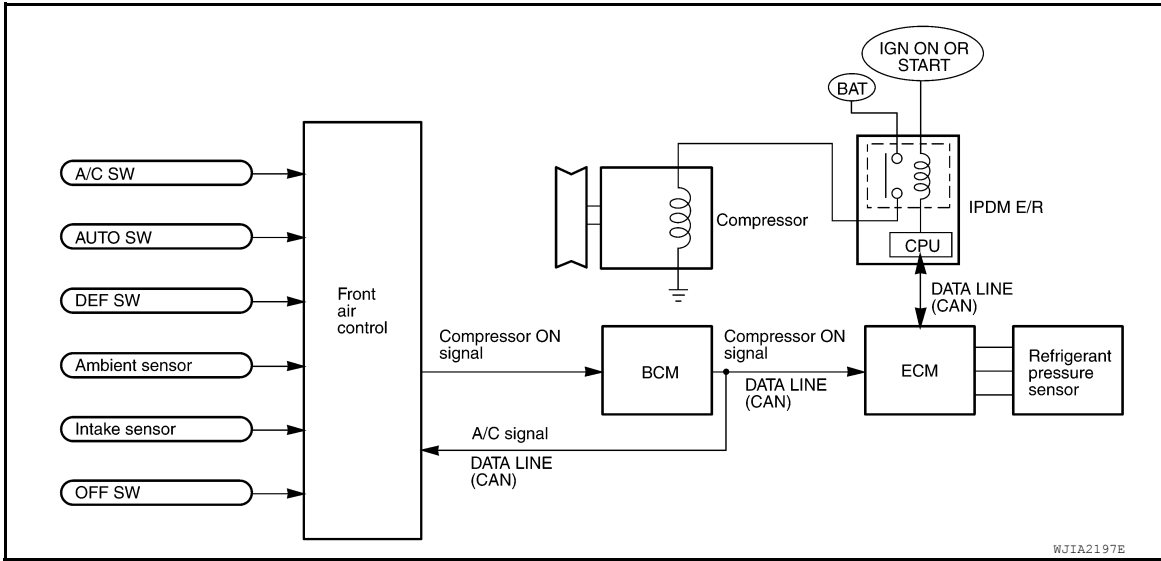 IGN ON OR
START
BAT
A/C SW
AUTO SW
DEF SW
Ambient sensor
Intake sensor
OFF SW
Front
air
control
Compressor
IPDM E/R
CPU
DATA LINE
(CAN)
Compressor ON
signal
BCM
Compressor ON
signal
DATA LINE
(CAN)
ECM
Refrigerant
pressure
sensor
A/C signal
DATA LINE
(CAN)
WJIA2197E